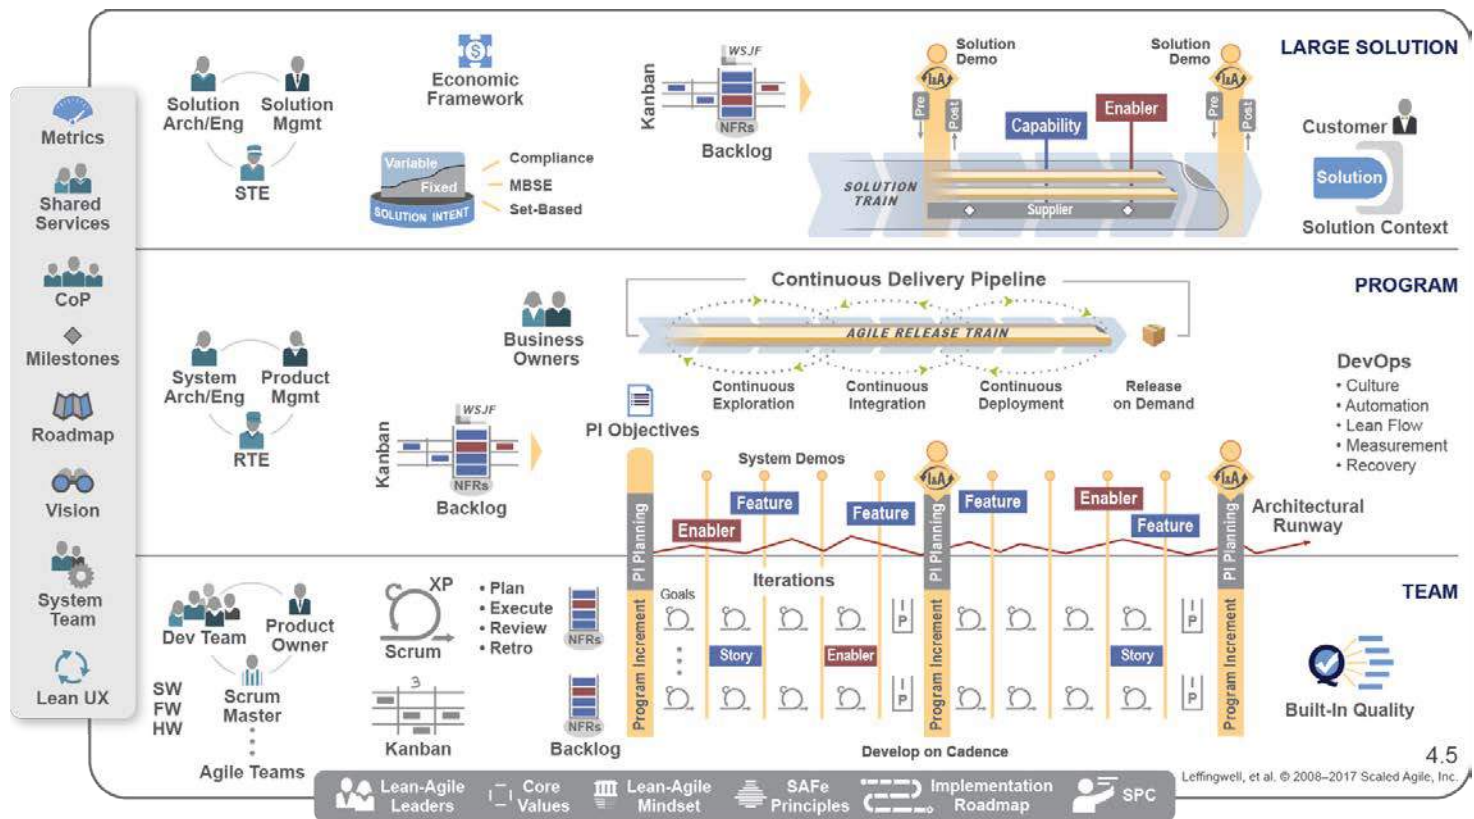 Metrics
Shared
Services
CoP
Milestones
Roadmap
Vision
System
Team
Lean UX
LARGE SOLUTION
Solution
Arch/Eng
Solution
Mgmt
STE
Economic
Framework
Variable
Fixed
SOLUTION INTENT
Compliance
MBSE
Set-Based
Kanban
WSJF
NFRs
Backlog
Solution
Demo
I&A
Pre
Post
Capability
Enabler
Solution
Demo
I&A
Pre
Post
SOLUTION
TRAIN
Supplier
Customer
Solution
Solution Context
PROGRAM
System
Arch/Eng
Product
Mgmt
RTE
Business
Owners
Continuous Delivery Pipeline
AGILE RELEASE TRAIN
Continuous
Exploration
Continuous
Integration
Continuous
Deployment
Release
on Demand
DevOps
• Culture
• Automation
• Lean Flow
• Measurement
• Recovery
Kanban
WSJF
NFRs
Backlog
PI Objectives
System Demos
I&A
I&A
Enabler
Feature
Feature
Feature
Enabler
Feature
Architectural
Runway
PI Planning
PI Planning
PI Planning
TEAM
Dev Team
Product
Owner
Scrum
Master
SW
FW
HW
Agile Teams
XP
Scrum
• Plan
• Execute
• Review
• Retro
3
Kanban
NFRs
NFRs
Backlog
Program Increment
Program Increment
Program Increment
Iterations
Goals
I
P
I
P
Story
Enabler
Story
I
P
I
P
Develop on Cadence
Built-In Quality
4.5
Leffingwell, et al. © 2008–2017 Scaled Agile, Inc.
Lean-Agile
Leaders
Core
Values
Lean-Agile
Mindset
SAFe
Principles
Implementation
Roadmap
SPC